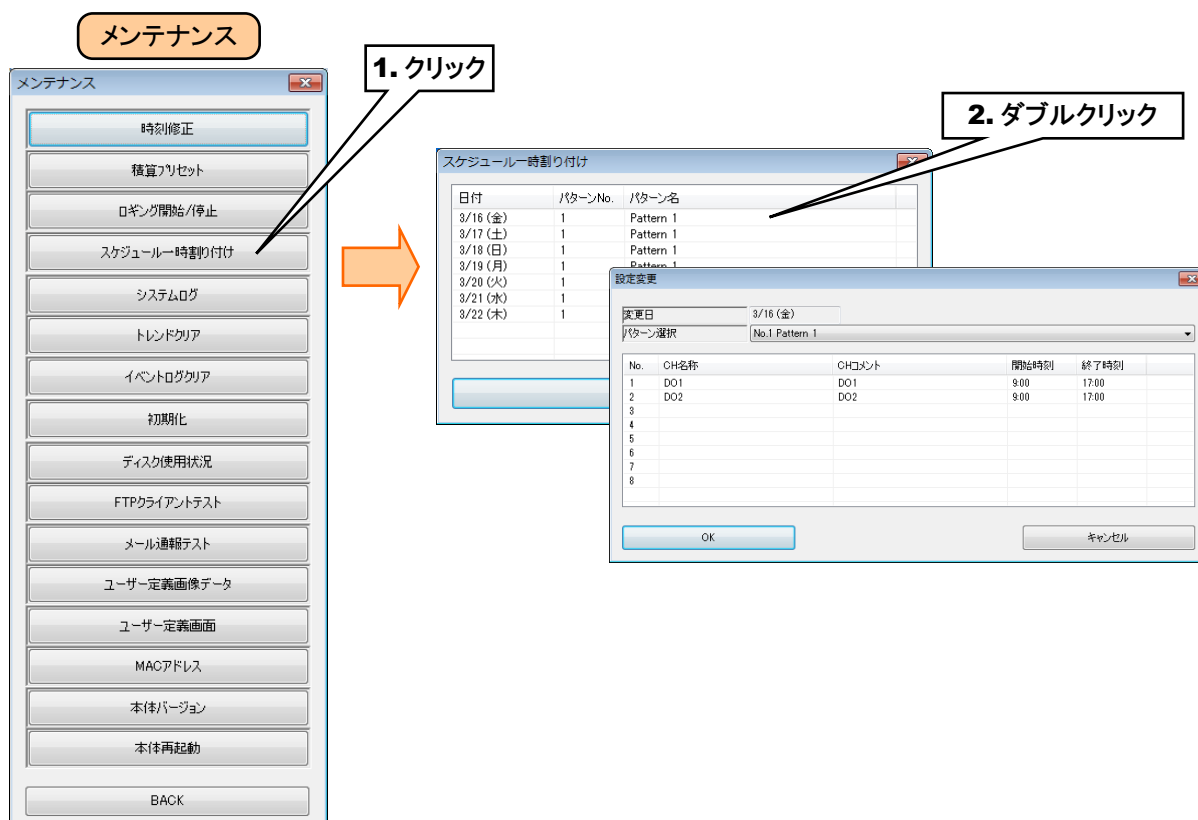 メンテナンス
1. クリック
2. ダブルクリック
メンテナンス
時刻修正
積算プリセット
ロギング開始/停止
スケジュール一時割り付け
システムログ
トレンドクリア
イベントログクリア
初期化
ディスク使用状況
FTPクライアントテスト
メール通報テスト
ユーザー定義画像データ
ユーザー定義画面
MACアドレス
本体バージョン
本体再起動
BACK
スケジュール一時割り付け
日付 パターンNo. パターン名
3/16 (金) 1 Pattern 1
3/17 (土) 1 Pattern 1
3/18 (日) 1 Pattern 1
3/19 (月) 1 Pattern 1
3/20 (火) 1
3/21 (水) 1
3/22 (木) 1
設定変更
変更日 3/16 (金)
パターン選択 No.1 Pattern 1
No. CH名称 CHコメント 開始時刻 終了時刻
1 DO1 DO1 9:00 17:00
2 DO2 DO2 9:00 17:00
3
4
5
6
7
8
OK キャンセル